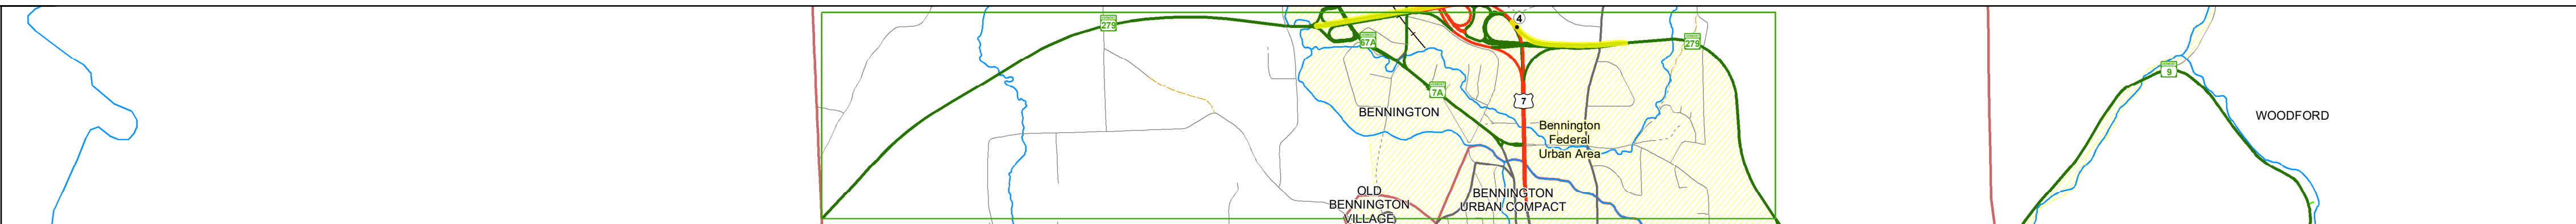 279
4
67A
279
9
7A
7
BENNINGTON
WOODFORD
Bennington
Federal
Urban Area
OLD
BENNINGTON
VILLAGE
BENNINGTON
URBAN COMPACT